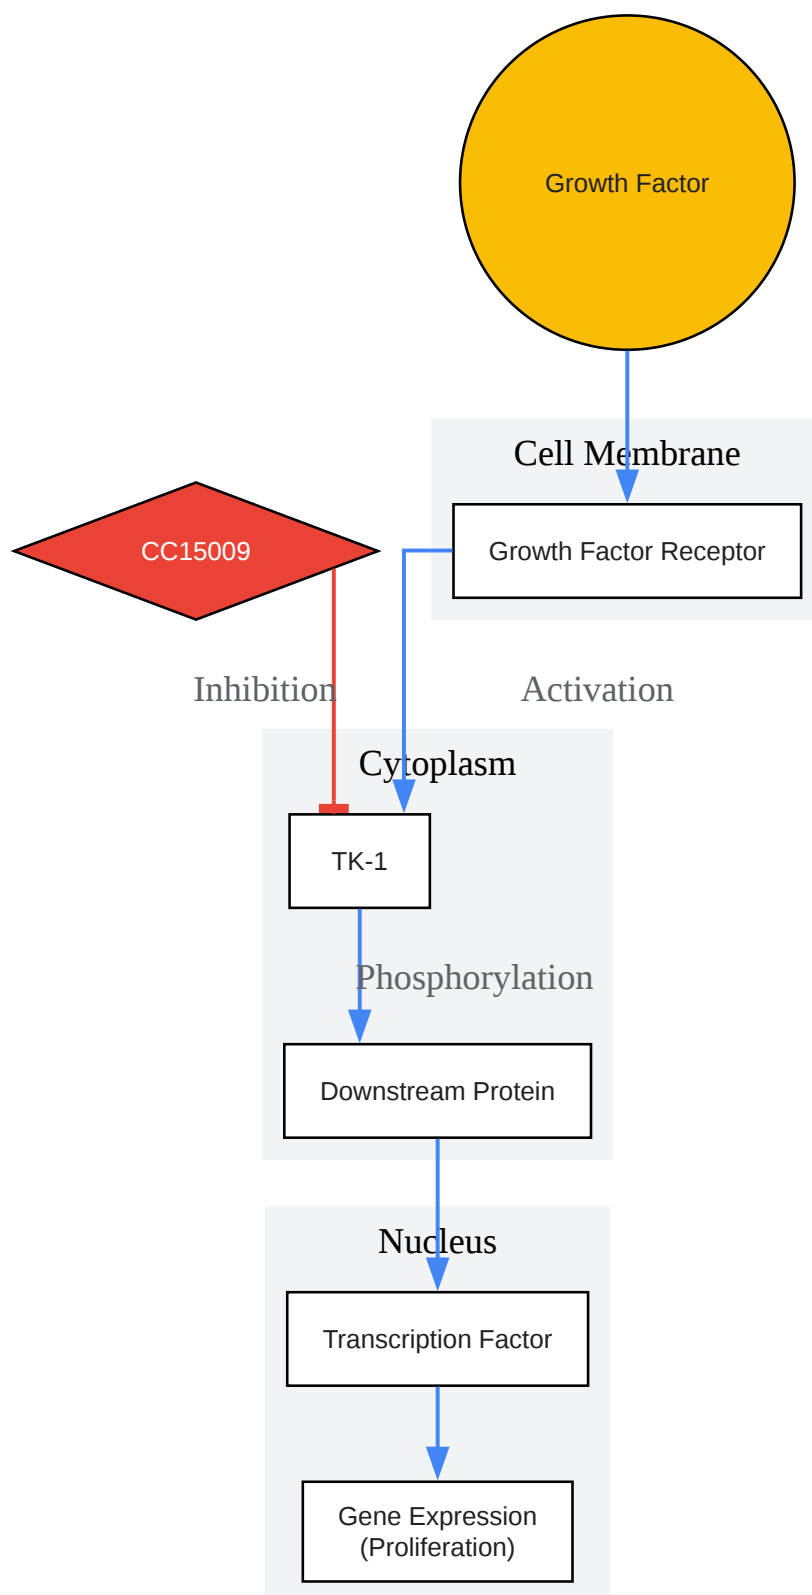 Growth Factor
Cell Membrane
CC15009
Growth Factor Receptor
Inhibition
Activation
Cytoplasm
TK-1
Phosphorylation
Downstream Protein
Nucleus
Transcription Factor
Gene Expression
(Proliferation)